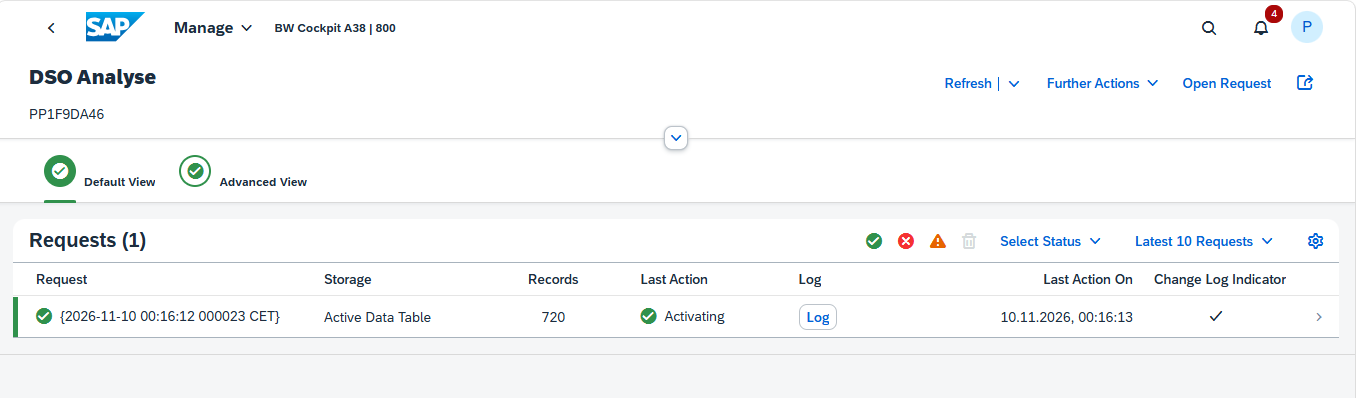 SAP Manage BW Cockpit A38 | 800 4 P
DSO Analyse
Refresh Further Actions Open Request
PP1F9DA46
Default View Advanced View
Requests (1) Select Status Latest 10 Requests
Request Storage Records Last Action Log Last Action On Change Log Indicator
{2026-11-10 00:16:12 000023 CET} Active Data Table 720 Activating Log 10.11.2026, 00:16:13